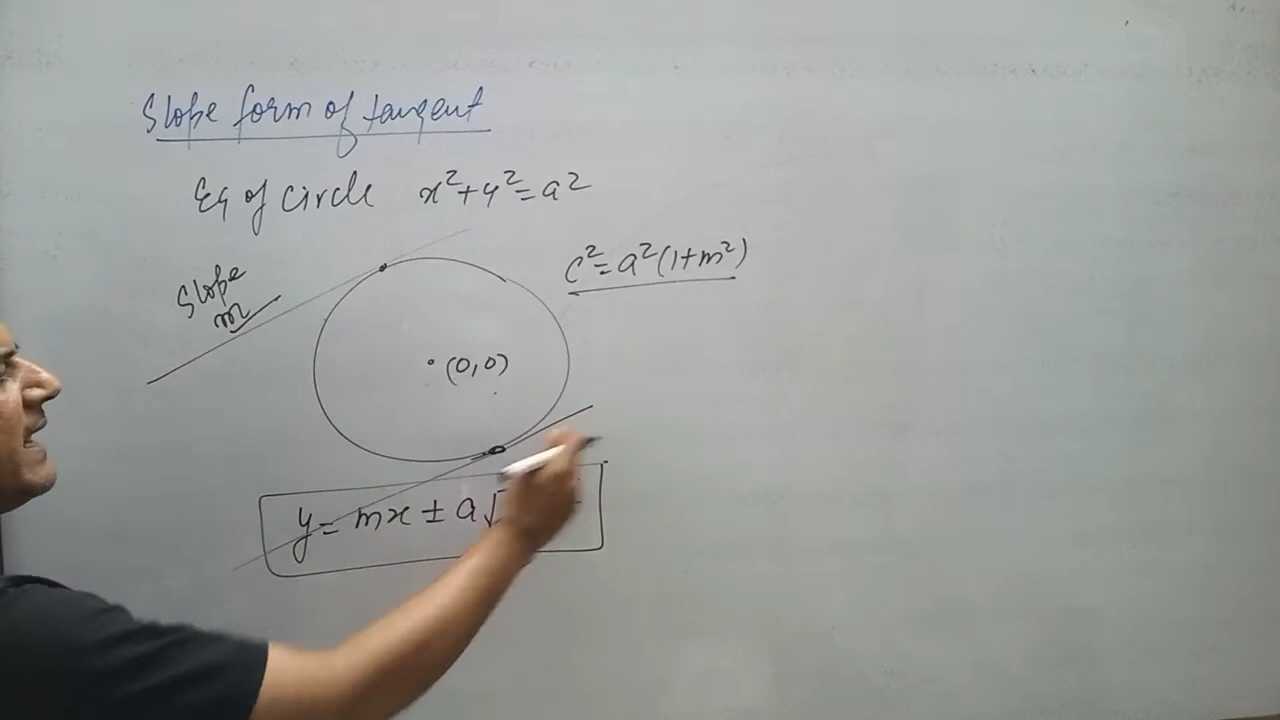 Slope form of tangent
Eq of circle x²+y²=a²
Slope
m
c²=a²(1+m²)
(0,0)
y= mx ± a√